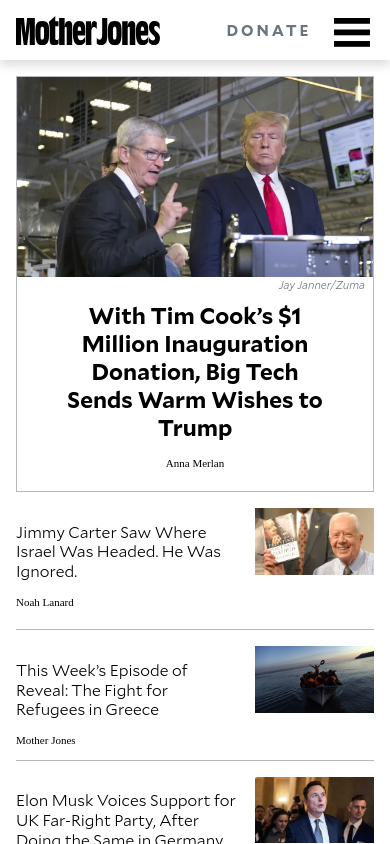 Mother Jones
DONATE
Jay Janner/Zuma
With Tim Cook’s $1
Million Inauguration
Donation, Big Tech
Sends Warm Wishes to
Trump
Anna Merlan
Jimmy Carter Saw Where
Israel Was Headed. He Was
Ignored.
Noah Lanard
This Week’s Episode of
Reveal: The Fight for
Refugees in Greece
Mother Jones
Elon Musk Voices Support for
UK Far-Right Party, After
Doing the Same in Germany